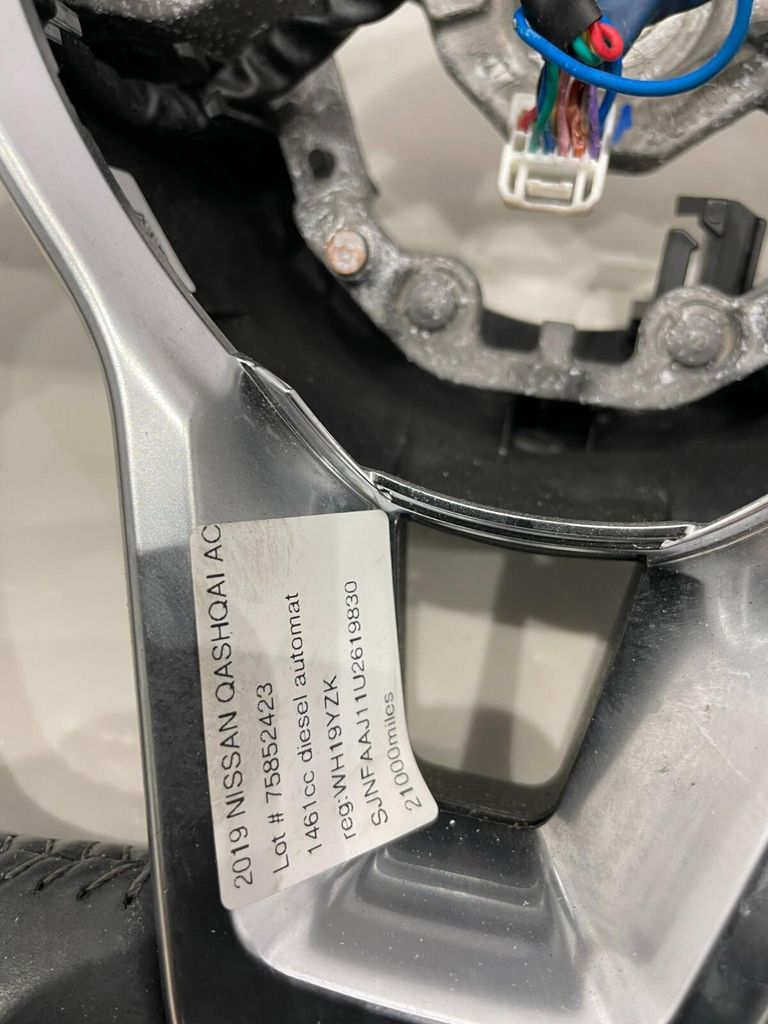 2019 NISSAN QASHQAI AC
Lot # 75852423
1461cc diesel automat
reg:WH19YZK
SJNFAAJ11U2619830
21000miles